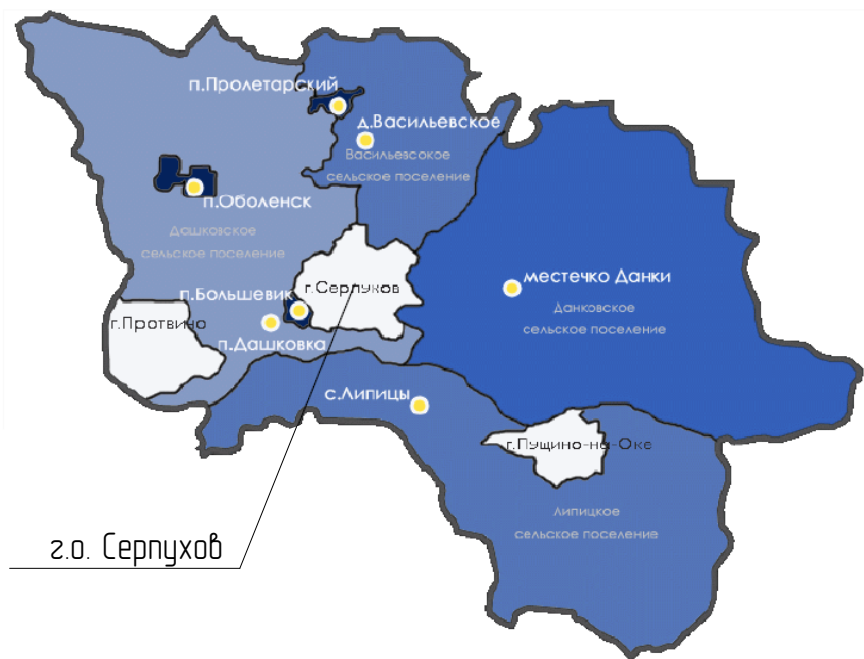 п.Пролетарский
д.Васильевское
Васильевсокое
сельское поселение
п.Оболенск
Дашковское
сельское поселение
местечко Данки
п.Большевик
г.Серпухов
Данковское
сельское поселение
г.Протвино
п.Дашковка
с.Липицы
г.Пущино-на-Оке
Липицкое
сельское поселение
г.о. Серпухов